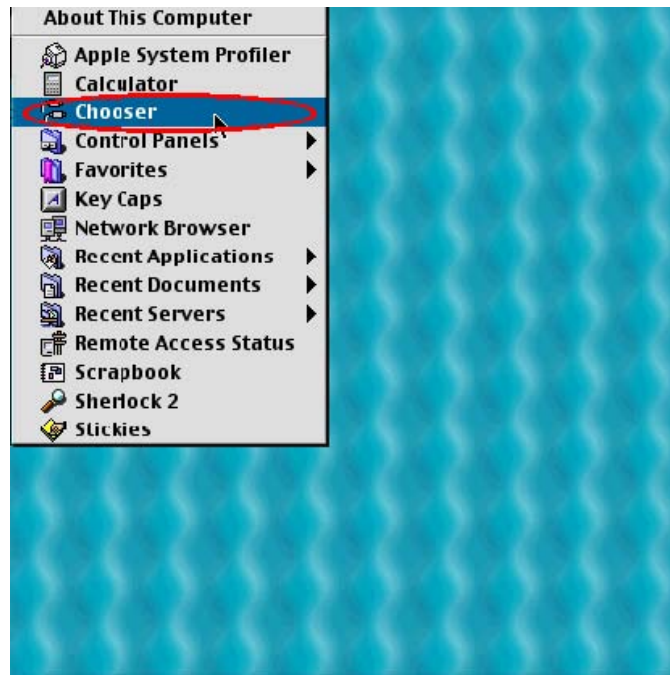 About This Computer
Apple System Profiler
Calculator
Chooser
Control Panels
Favorites
Key Caps
Network Browser
Recent Applications
Recent Documents
Recent Servers
Remote Access Status
Scrapbook
Sherlock 2
Stickies